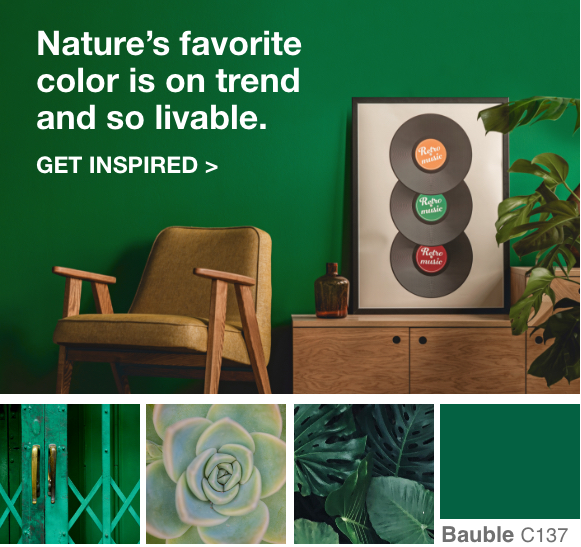 Nature’s favorite
color is on trend
and so livable.
GET INSPIRED >
Retro
music
Retro
music
Retro
music
Bauble C137